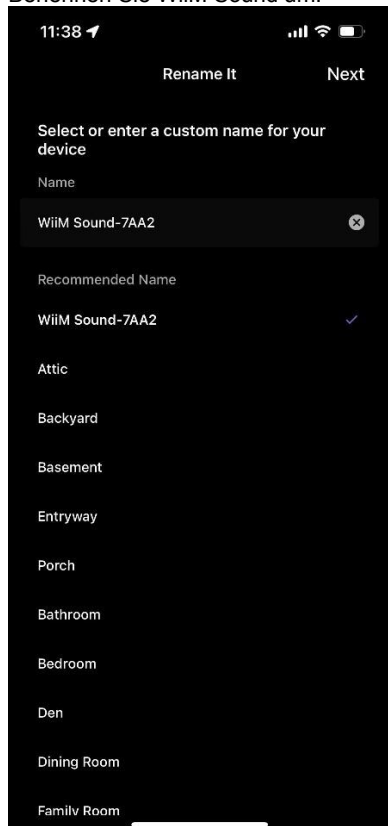 Benennen Sie WiiM Sound um.
11:38
Rename It
Next
Select or enter a custom name for your
device
Name
WiiM Sound-7AA2
Recommended Name
WiiM Sound-7AA2
Attic
Backyard
Basement
Entryway
Porch
Bathroom
Bedroom
Den
Dining Room
Family Room